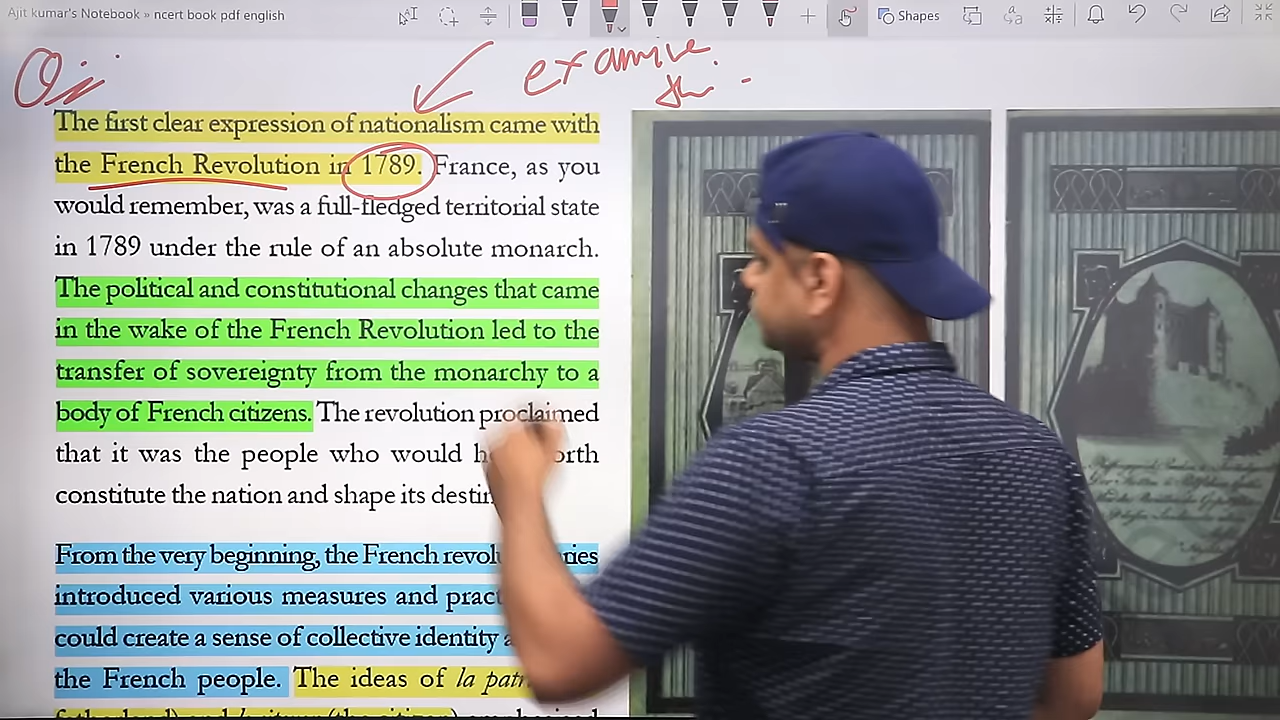 Ajit kumar's Notebook » ncert book pdf english
Shapes
examine
The first clear expression of nationalism came with
the French Revolution in 1789. France, as you
would remember, was a full-fledged territorial state
in 1789 under the rule of an absolute monarch.
The political and constitutional changes that came
in the wake of the French Revolution led to the
transfer of sovereignty from the monarchy to a
body of French citizens. The revolution proclaimed
that it was the people who would
constitute the nation and shape its
From the very beginning, the French
introduced various measures and
could create a sense of collective identity
the French people. The ideas of la